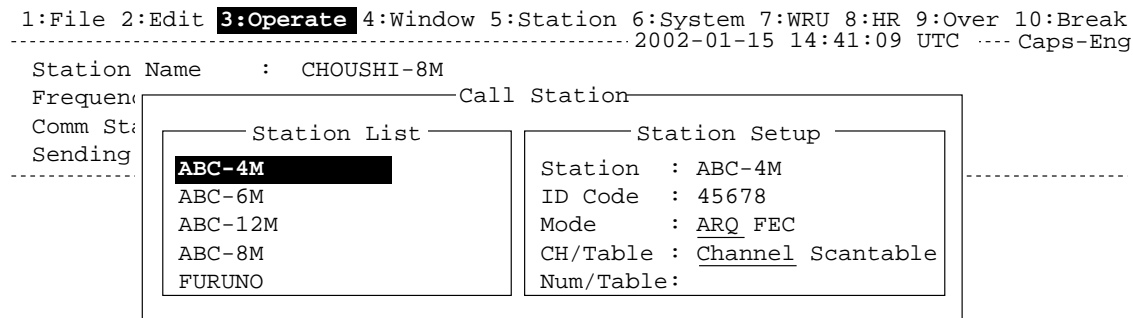 1:File 2:Edit 3:Operate 4:Window 5:Station 6:System 7:WRU 8:HR 9:Over 10:Break
2002-01-15 14:41:09 UTC Caps-Eng
Station Name : CHOUSHI-8M
Call Station
Comm
Sending
Station List
ABC-4M
ABC-6M
ABC-12M
ABC-8M
FURUNO
Station Setup
Station : ABC-4M
ID Code : 45678
Mode : ARQ FEC
CH/Table : Channel Scantable
Num/Table: